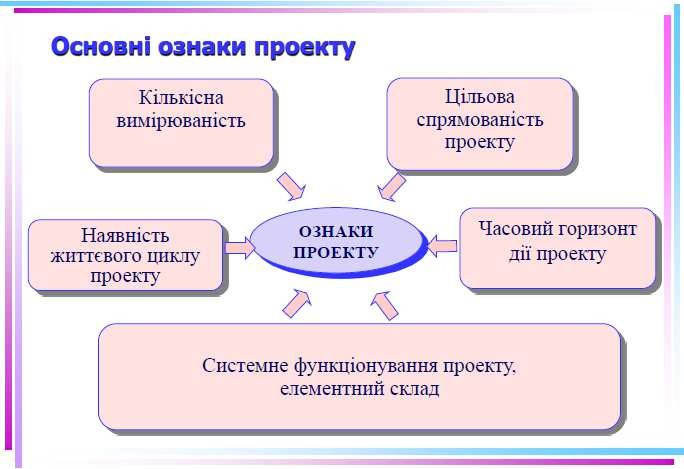 Основні ознаки проекту
Кількісна
вимірюваність
Цільова
спрямованість
проекту
Наявність
життєвого циклу
проекту
ОЗНАКИ
ПРОЕКТУ
Часовий горизонт
дії проекту
Системне функціонування проекту,
елементний склад